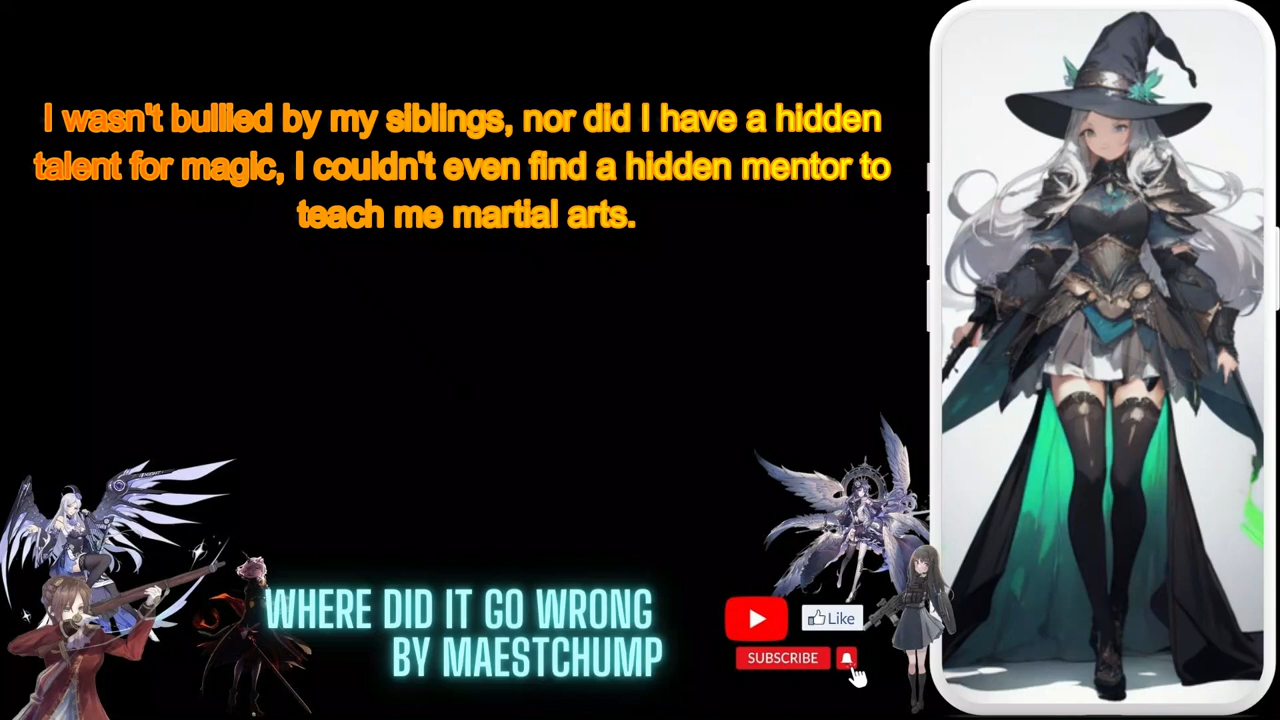 I wasn't bullied by my siblings, nor did I have a hidden
talent for magic, I couldn't even find a hidden mentor to
teach me martial arts.
WHERE DID IT GO WRONG
BY MAESTCHUMP
Like
SUBSCRIBE